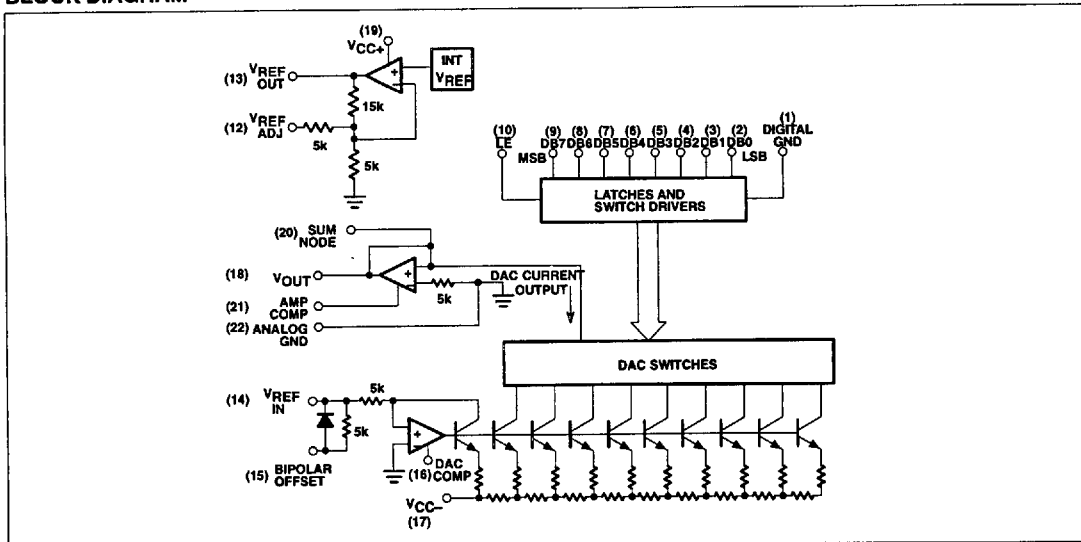 BLOCK DIAGRAM
(19)
VCC+
INT
VREF
(13) VREF
OUT
15k
(12) VREF
ADJ
5k
5k
(10) (9) (8) (7) (6) (5) (4) (3) (2) (1)
DIGITAL
GND
LE DB7 DB6 DB5 DB4 DB3 DB2 DB1 DB0
MSB LSB
LATCHES AND
SWITCH DRIVERS
(20) SUM
NODE
(18) VOUT
DAC CURRENT
OUTPUT
5k
(21) AMP
COMP
(22) ANALOG
GND
DAC SWITCHES
(14) VREF
IN
5k
5k
(15) BIPOLAR
OFFSET
(16) DAC
COMP
VCC–
(17)
+
–
+
–
+
–